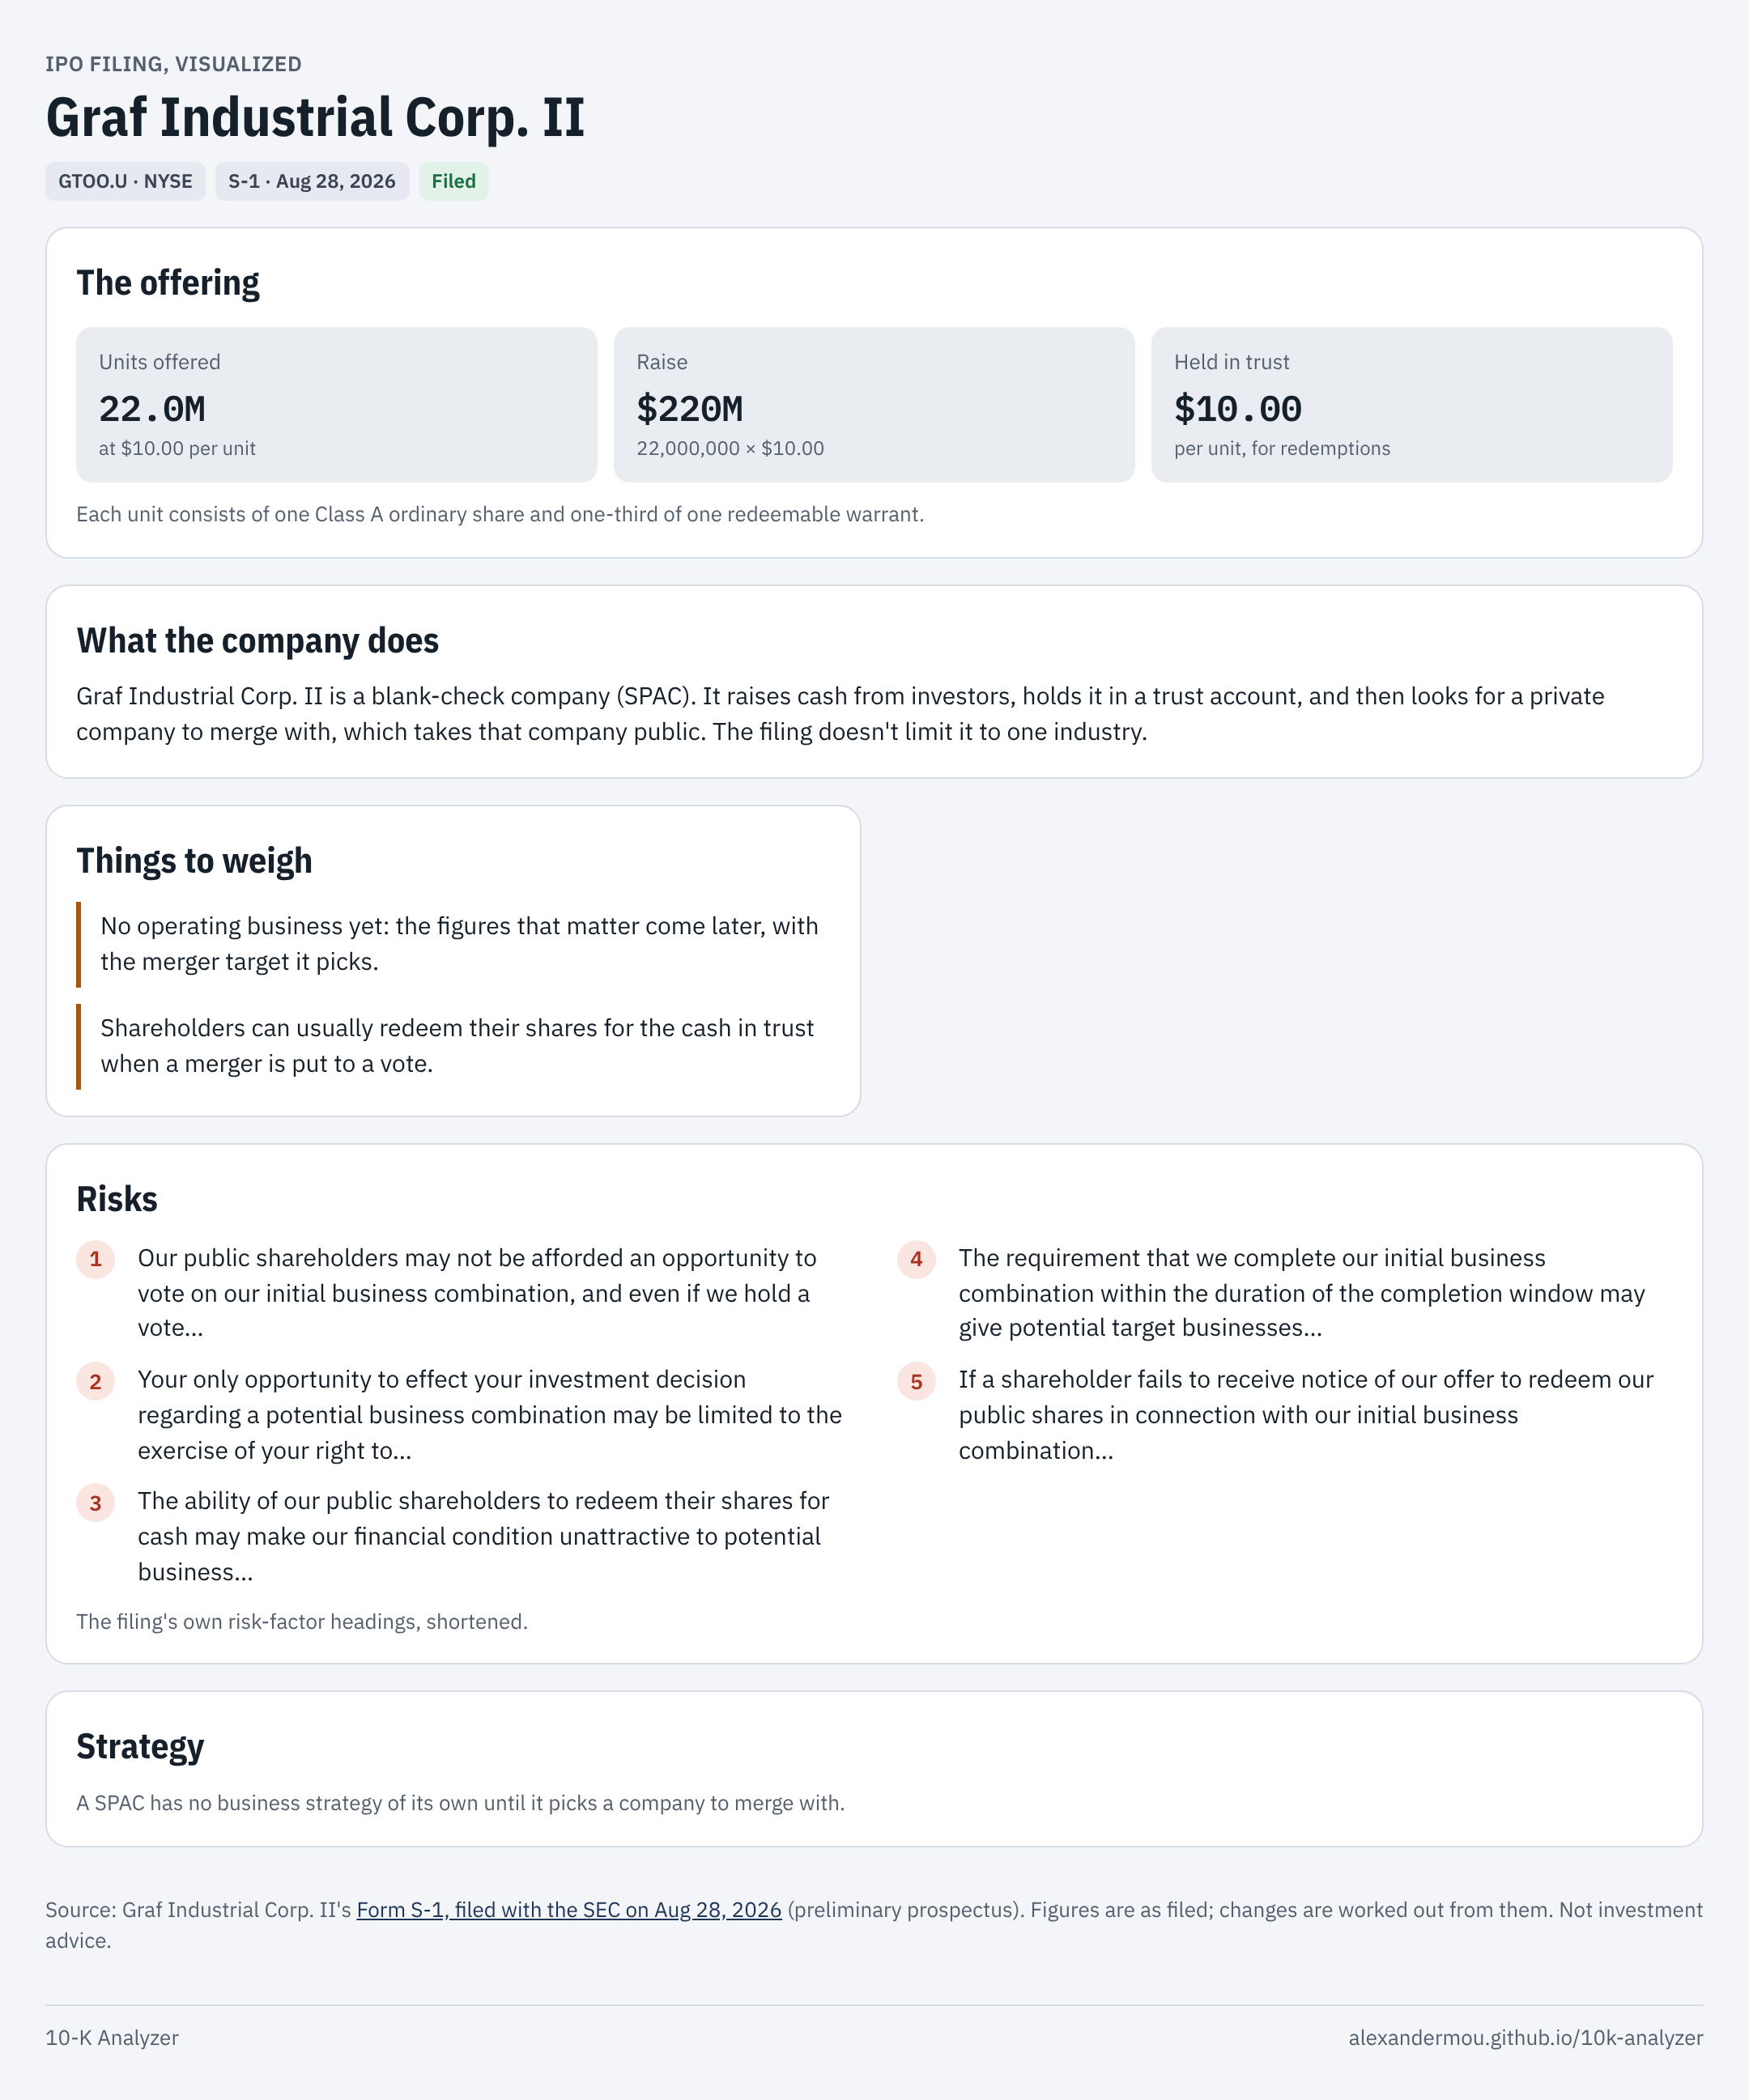 IPO FILING, VISUALIZED
Graf Industrial Corp. II
GTOO.U · NYSE
S-1 · Aug 28, 2026
Filed
The offering
Units offered
22.0M
at $10.00 per unit
Raise
$220M
22,000,000 × $10.00
Held in trust
$10.00
per unit, for redemptions
Each unit consists of one Class A ordinary share and one-third of one redeemable warrant.
What the company does
Graf Industrial Corp. II is a blank-check company (SPAC). It raises cash from investors, holds it in a trust account, and then looks for a private
company to merge with, which takes that company public. The filing doesn't limit it to one industry.
Things to weigh
No operating business yet: the figures that matter come later, with
the merger target it picks.
Shareholders can usually redeem their shares for the cash in trust
when a merger is put to a vote.
Risks
1
Our public shareholders may not be afforded an opportunity to
vote on our initial business combination, and even if we hold a
vote…
2
Your only opportunity to effect your investment decision
regarding a potential business combination may be limited to the
exercise of your right to…
3
The ability of our public shareholders to redeem their shares for
cash may make our financial condition unattractive to potential
business…
4
The requirement that we complete our initial business
combination within the duration of the completion window may
give potential target businesses…
5
If a shareholder fails to receive notice of our offer to redeem our
public shares in connection with our initial business
combination…
The filing's own risk-factor headings, shortened.
Strategy
A SPAC has no business strategy of its own until it picks a company to merge with.
Source: Graf Industrial Corp. II's Form S-1, filed with the SEC on Aug 28, 2026 (preliminary prospectus). Figures are as filed; changes are worked out from them. Not investment
advice.
10-K Analyzer
alexandermou.github.io/10k-analyzer